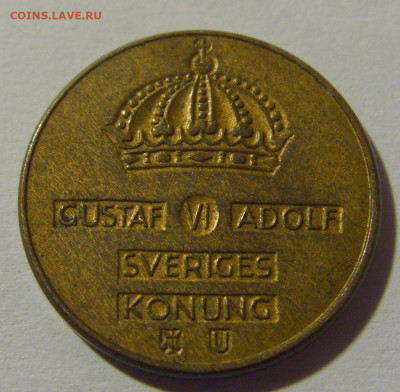 COINS.LAVE.RU
GUSTAF VI ADOLF
SVERIGES
KONUNG
U